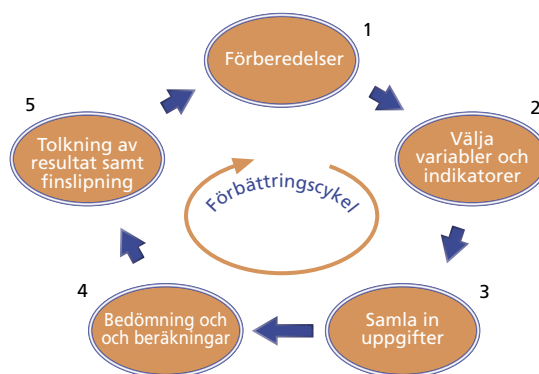 1
Förberedelser
2
Välja
variabler och
indikatorer
3
Samla in
uppgifter
4
Bedömning och
och beräkningar
5
Tolkning av
resultat samt
finslipning
Förbättringscykel